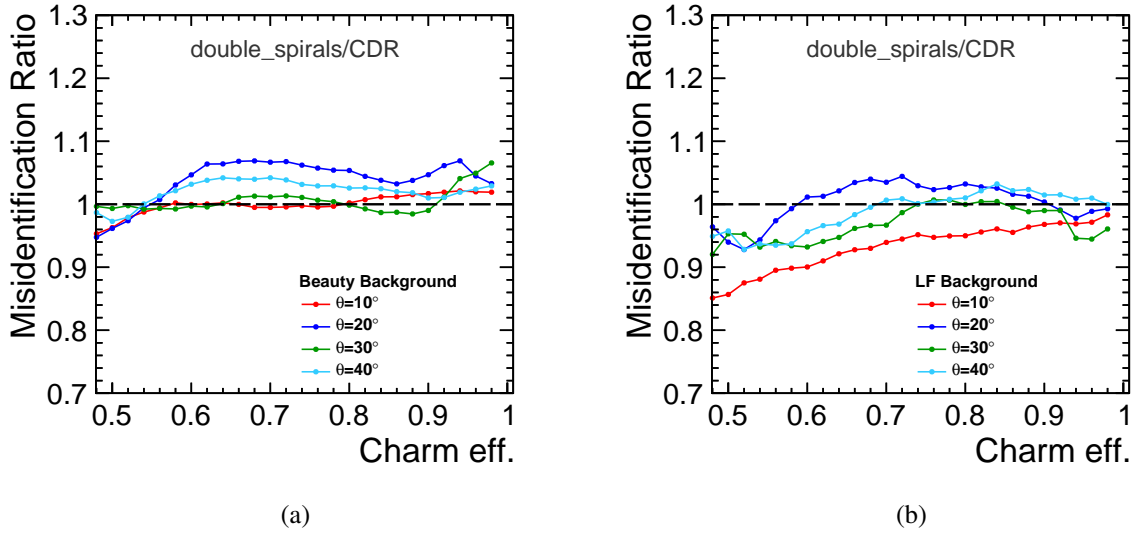 double_spirals/CDR
Misidentification Ratio
1.3
1.2
1.1
1
0.9
0.8
0.7
Beauty Background
θ=10°
θ=20°
θ=30°
θ=40°
0.5 0.6 0.7 0.8 0.9 1
Charm eff.
(a)
double_spirals/CDR
Misidentification Ratio
1.3
1.2
1.1
1
0.9
0.8
0.7
LF Background
θ=10°
θ=20°
θ=30°
θ=40°
0.5 0.6 0.7 0.8 0.9 1
Charm eff.
(b)